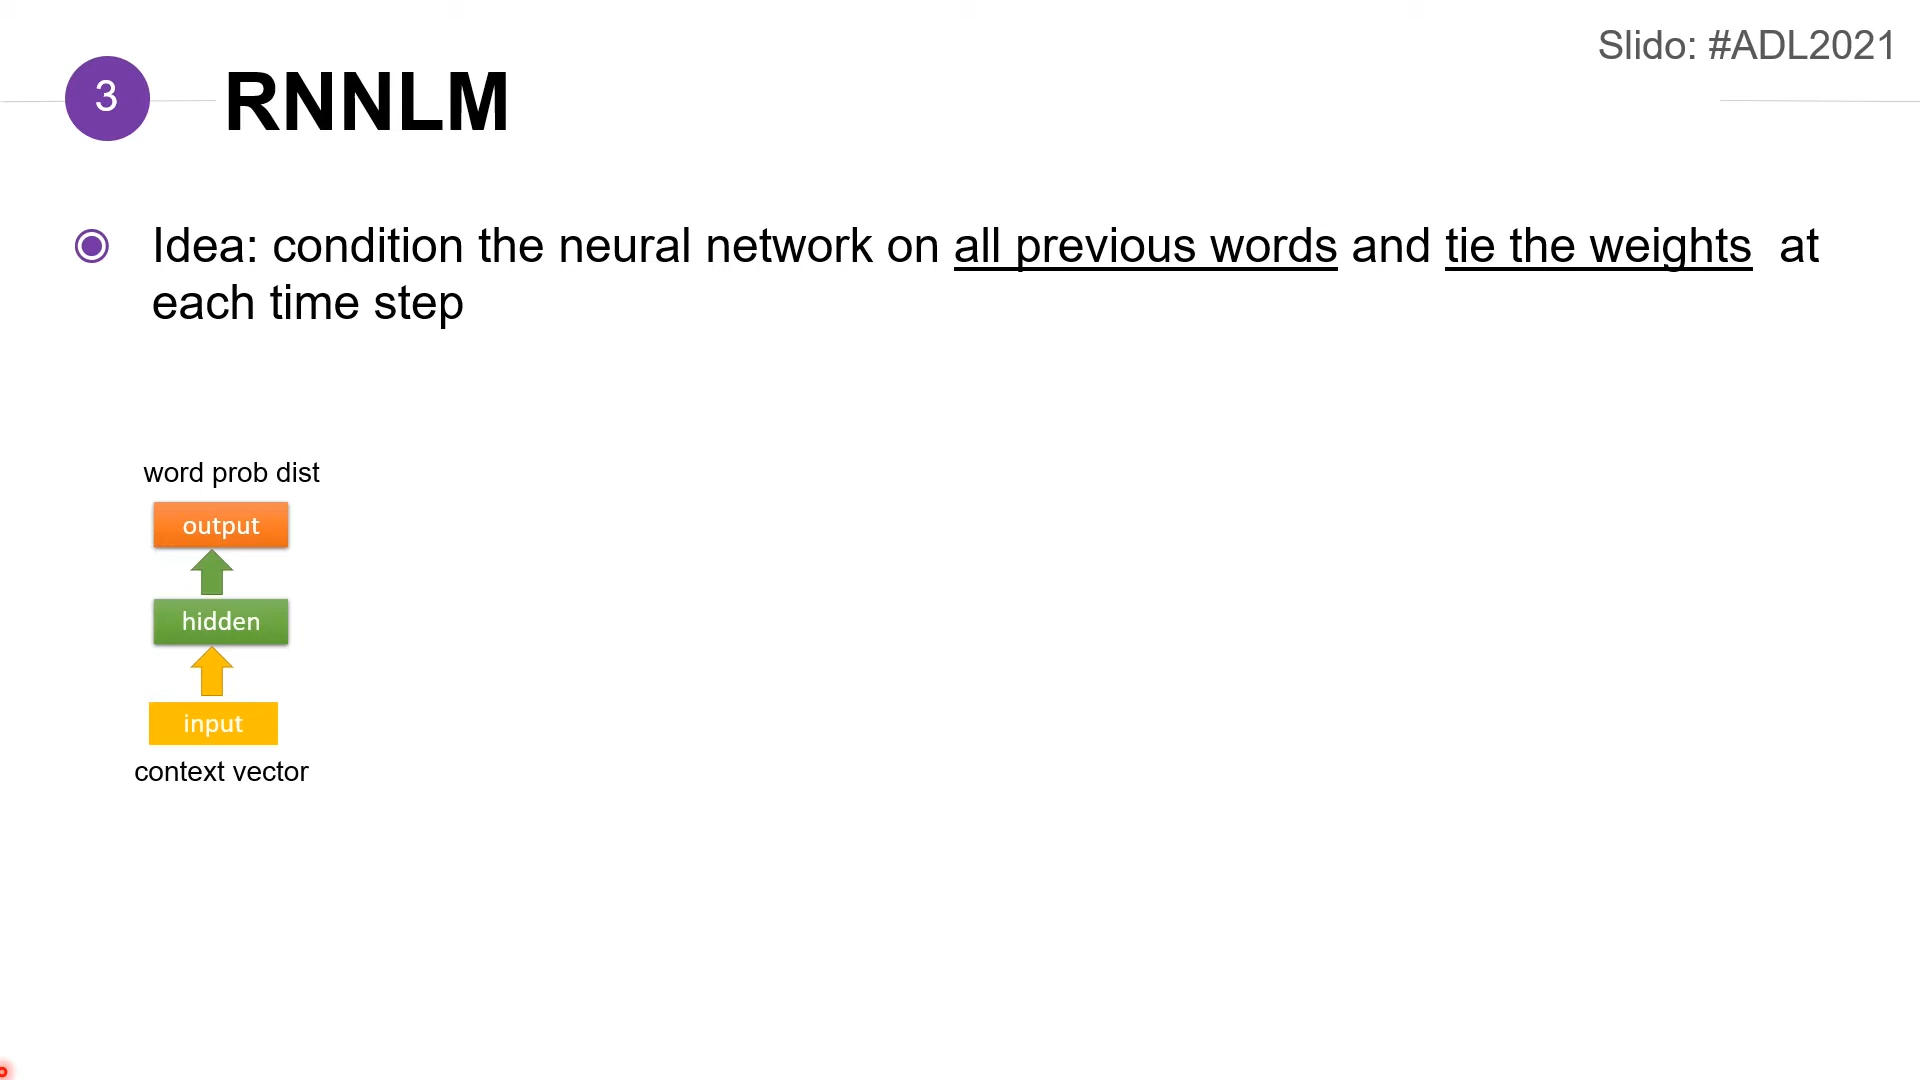 Slido: #ADL2021
3
RNNLM
Idea: condition the neural network on all previous words and tie the weights at
each time step
word prob dist
output
hidden
input
context vector